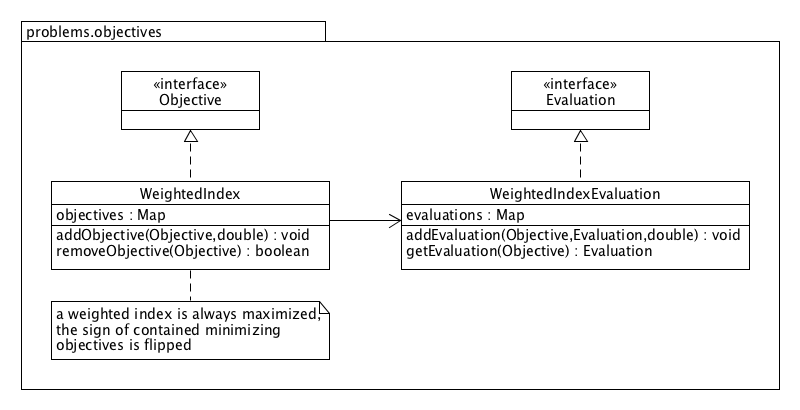 problems.objectives
«interface»
Objective
«interface»
Evaluation
WeightedIndex
objectives : Map
addObjective(Objective,double) : void
removeObjective(Objective) : boolean
WeightedIndexEvaluation
evaluations : Map
addEvaluation(Objective,Evaluation,double) : void
getEvaluation(Objective) : Evaluation
a weighted index is always maximized,
the sign of contained minimizing
objectives is flipped